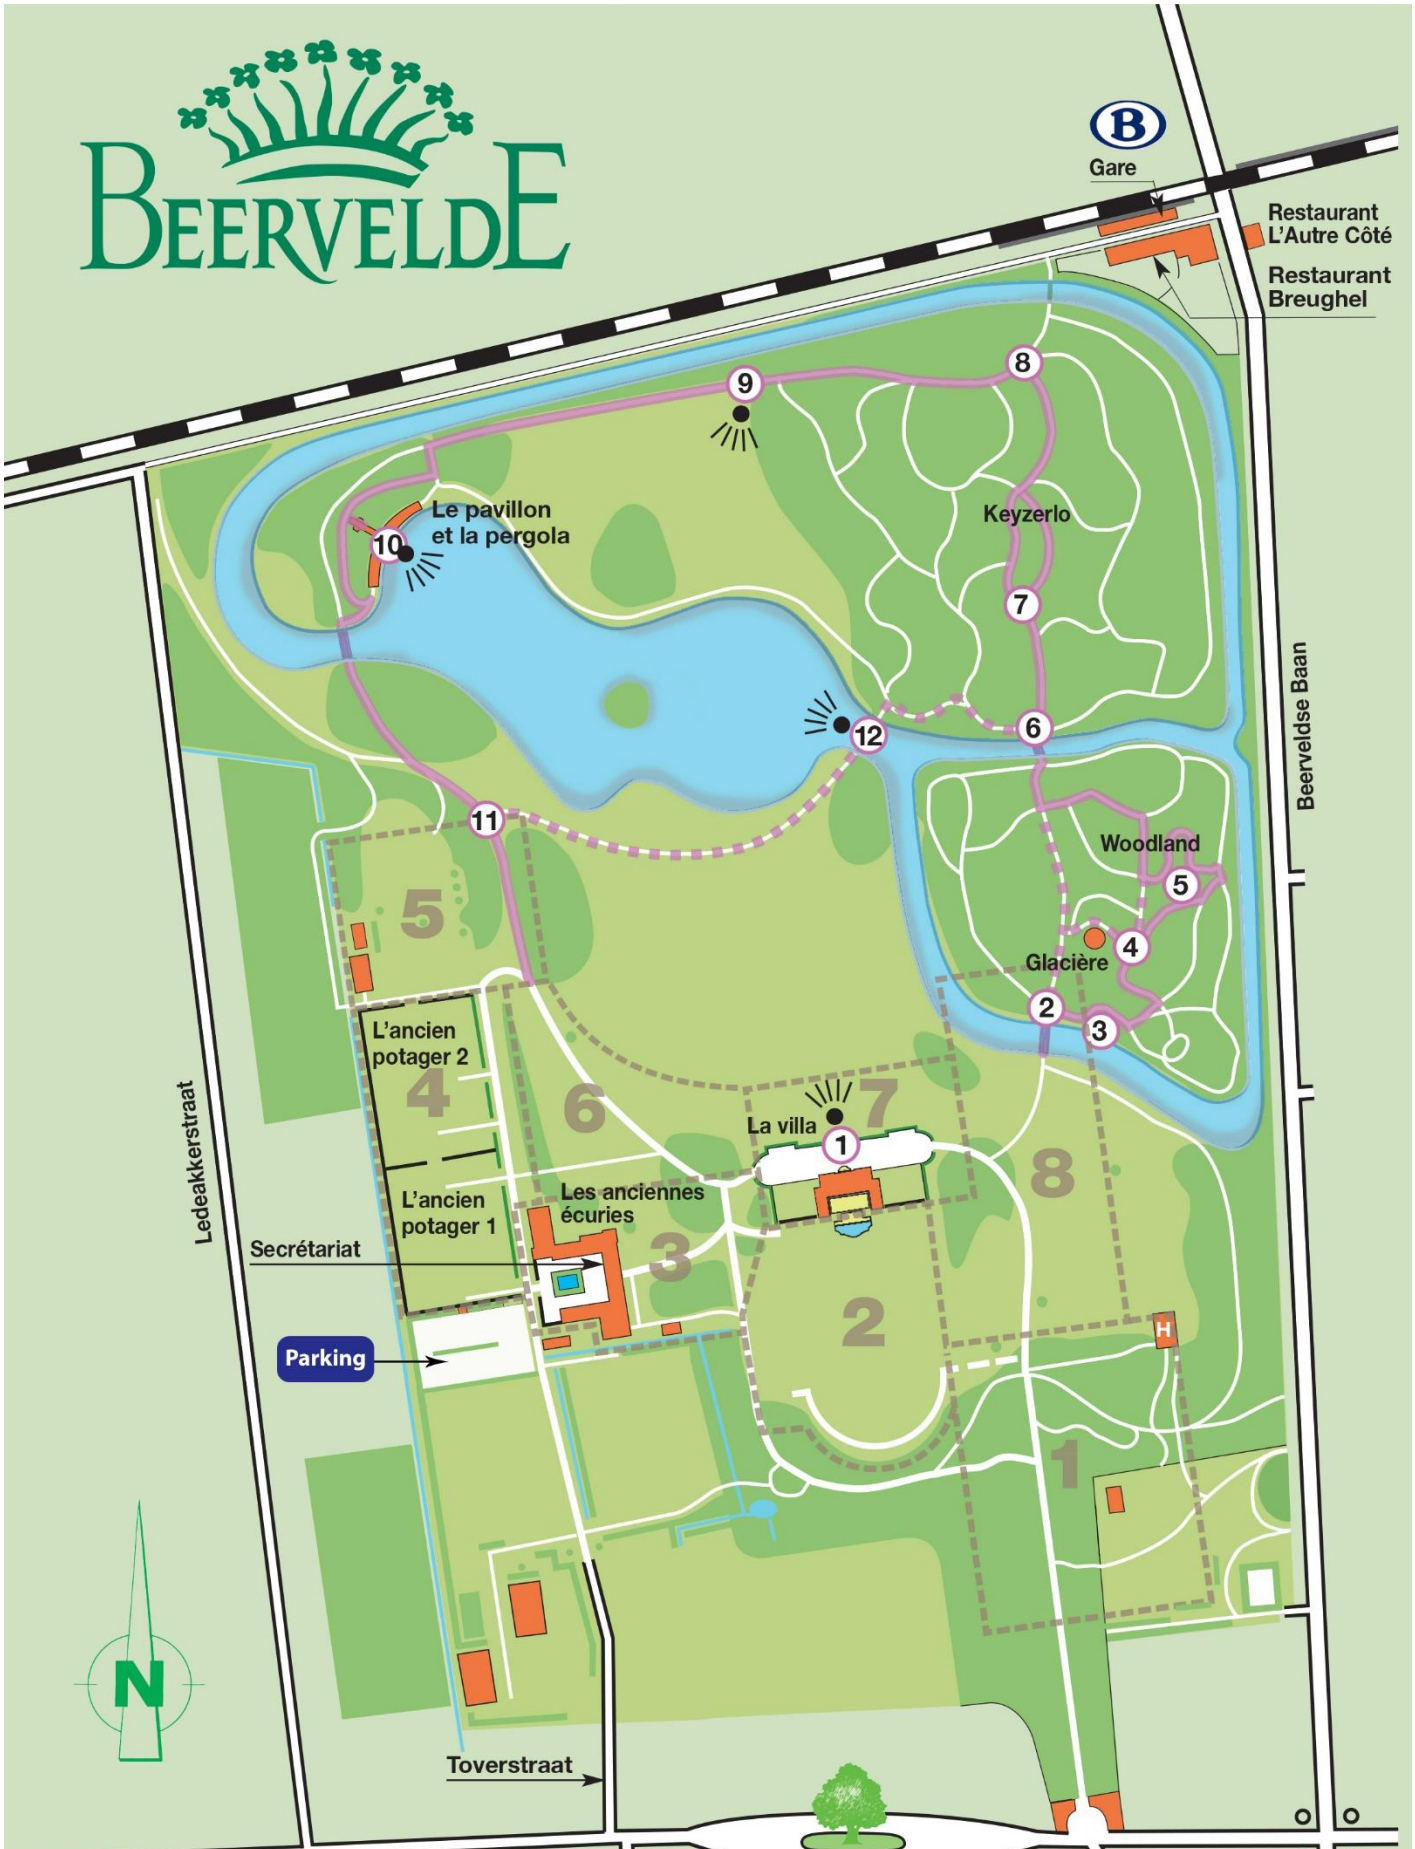 BEERVELDE
B
Gare
Restaurant
L'Autre Côté
Restaurant
Breughel
8
9
Keyzerlo
Le pavillon
et la pergola
10
7
6
12
Beerveldse Baan
11
Woodland
5
5
4
Glacière
2
3
L'ancien
potager 2
4
6
7
La villa
1
8
Ledeakkerstraat
L'ancien
potager 1
Les anciennes
écuries
Secrétariat
3
2
H
Parking
1
N
Toverstraat